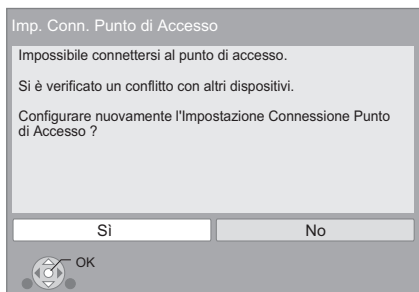 Imp. Conn. Punto di Accesso
Impossibile connettersi al punto di accesso.
Si è verificato un conflitto con altri dispositivi.
Configurare nuovamente l'Impostazione Connessione Punto
di Accesso ?
Sì
No
OK